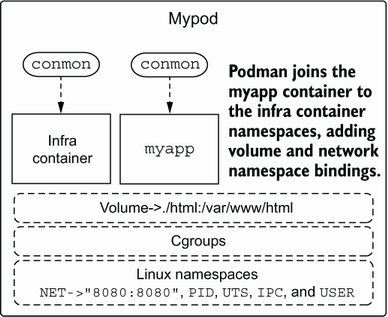 Mypod
conmon
conmon
Infra
container
myapp
Podman joins the
myapp container to
the infra container
namespaces, adding
volume and network
namespace bindings.
Volume->./html:/var/www/html
Cgroups
Linux namespaces
NET->"8080:8080", PID, UTS, IPC, and USER